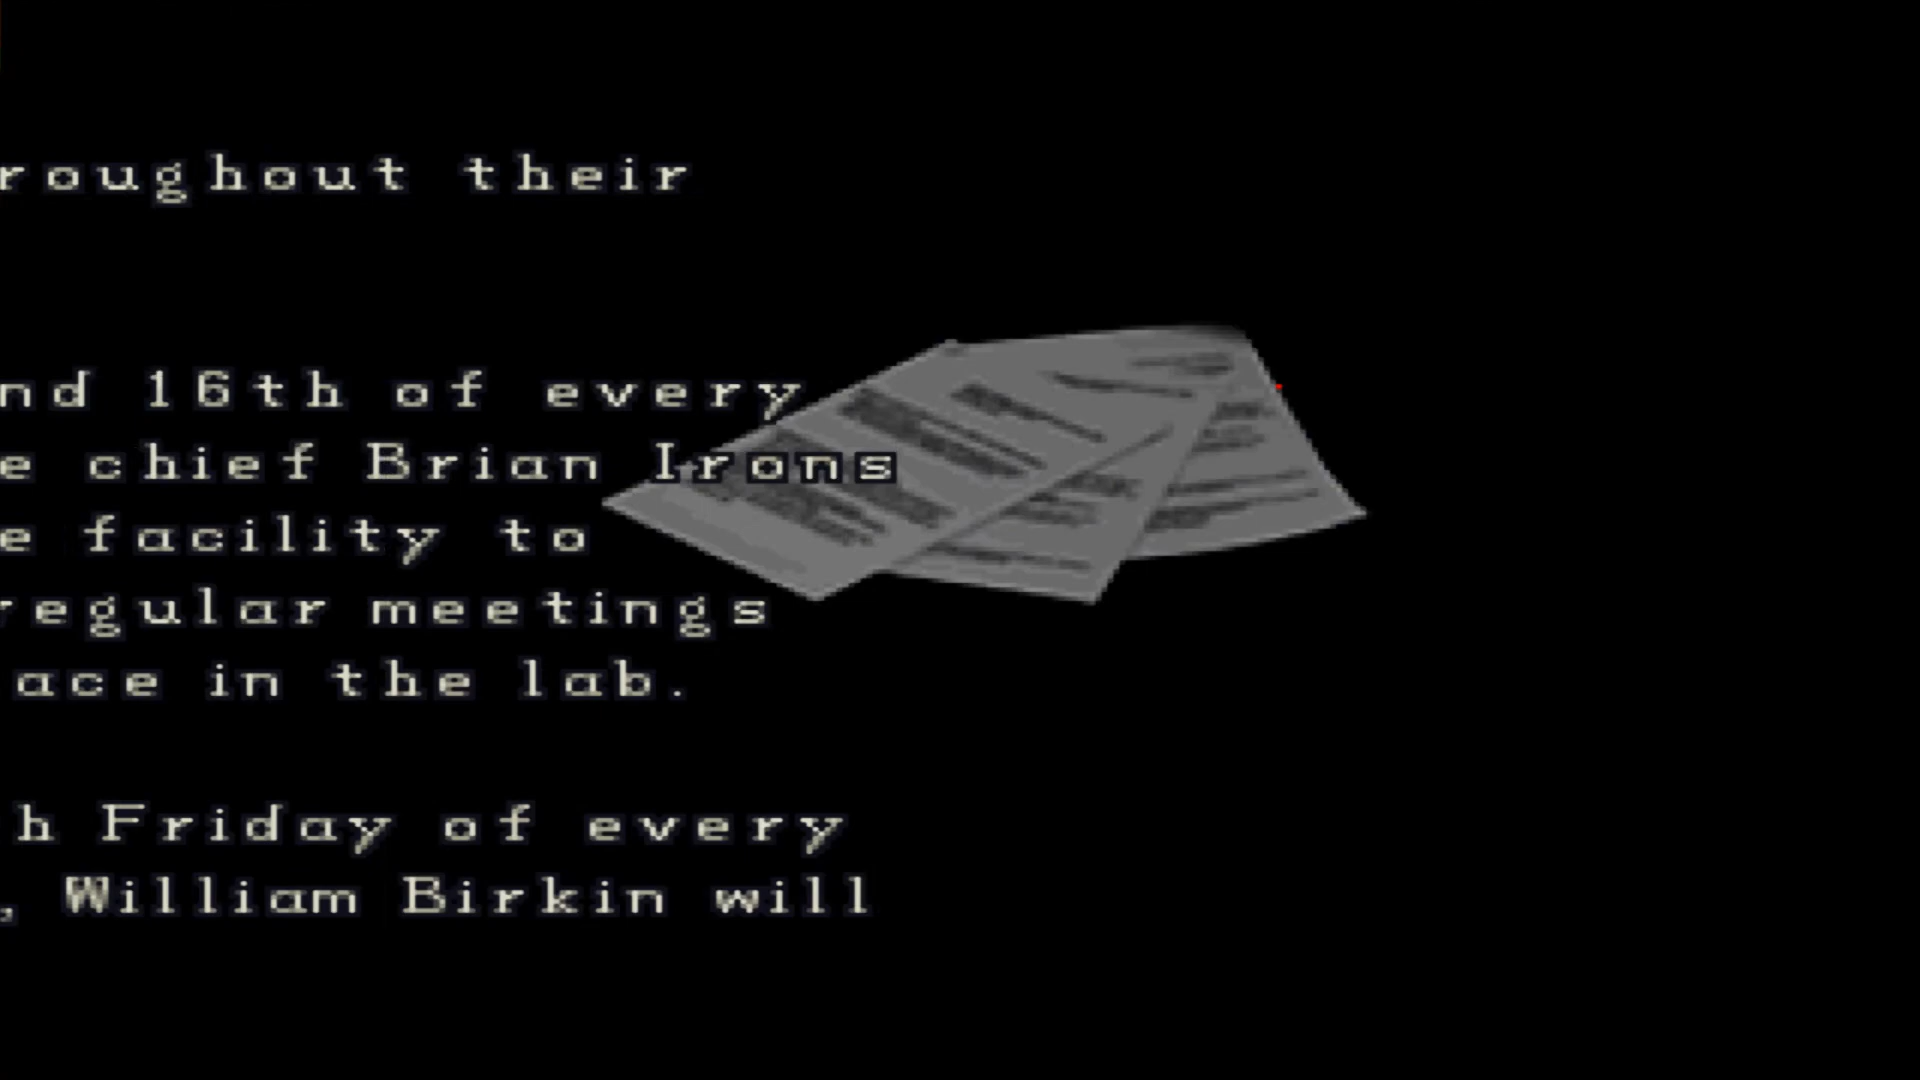 roughout their
nd 16th of every
e chief Brian Irons
e facility to
regular meetings
ace in the lab.
h Friday of every
, William Birkin will